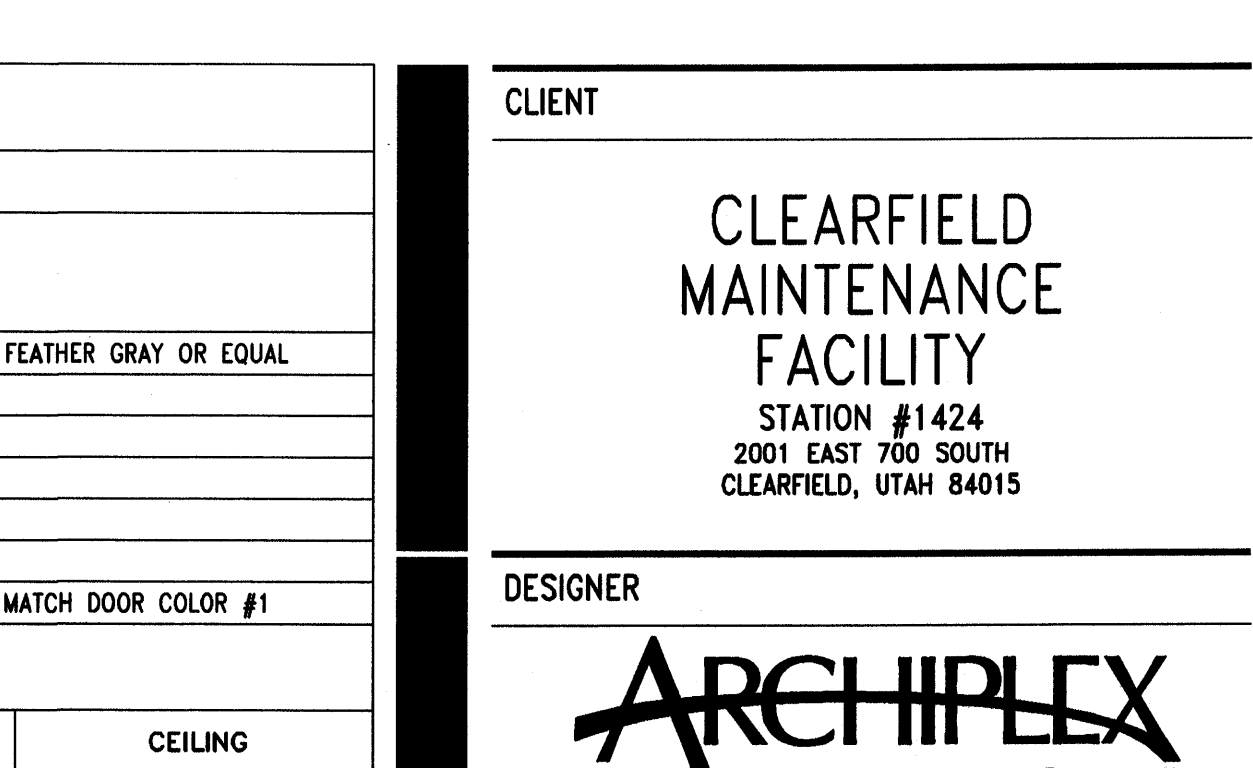 FEATHER GRAY OR EQUAL
MATCH DOOR COLOR #1
CEILING
CLIENT
CLEARFIELD
MAINTENANCE
FACILITY
STATION #1424
2001 EAST 700 SOUTH
CLEARFIELD, UTAH 84015
DESIGNER
ARCHIPLEX